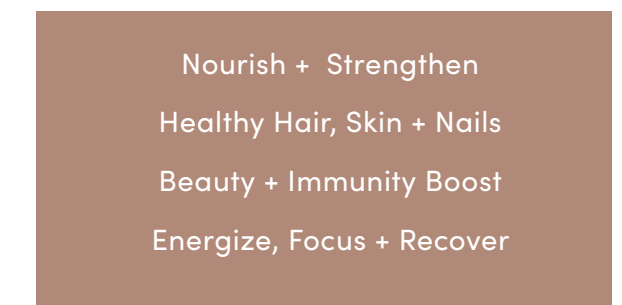 Nourish + Strengthen
Healthy Hair, Skin + Nails
Beauty + Immunity Boost
Energize, Focus + Recover